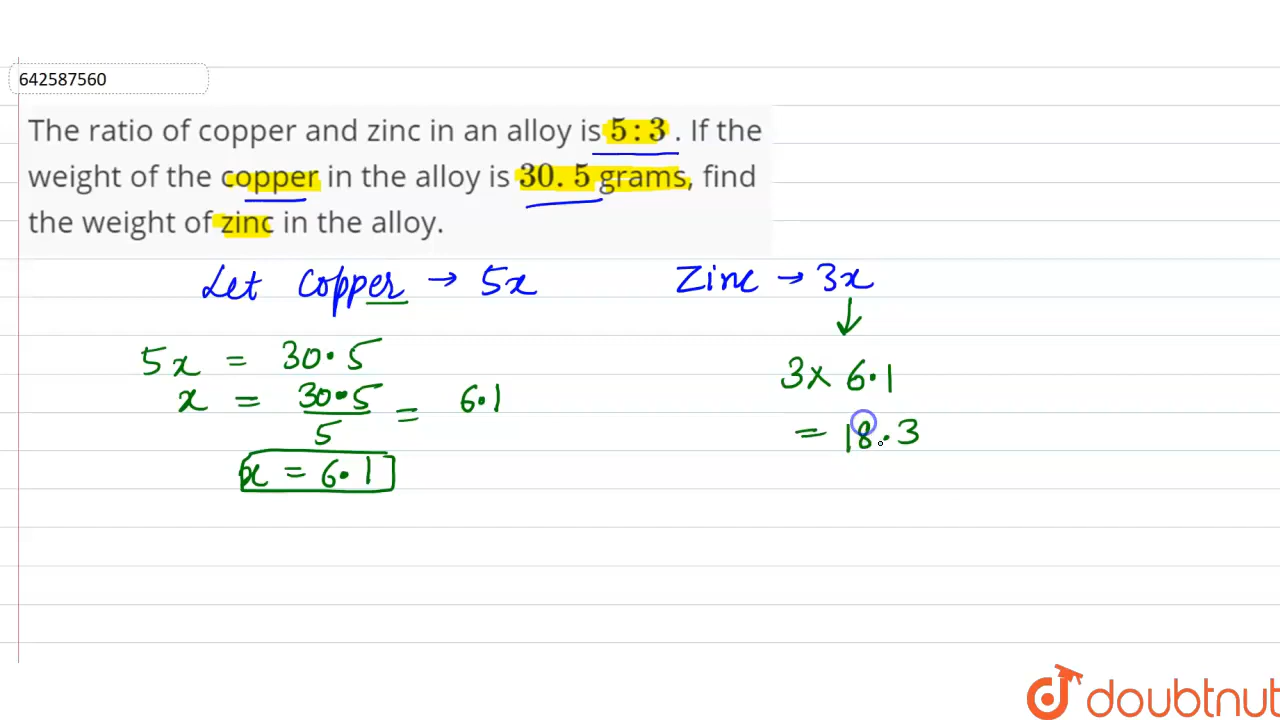 642587560
The ratio of copper and zinc in an alloy is 5 : 3 . If the
weight of the copper in the alloy is 30. 5 grams, find
the weight of zinc in the alloy.
Let Copper → 5x Zinc → 3x
5x = 30.5
x = 30.5/5 = 6.1
x = 6.1
3 × 6.1
= 18.3
doubtnut